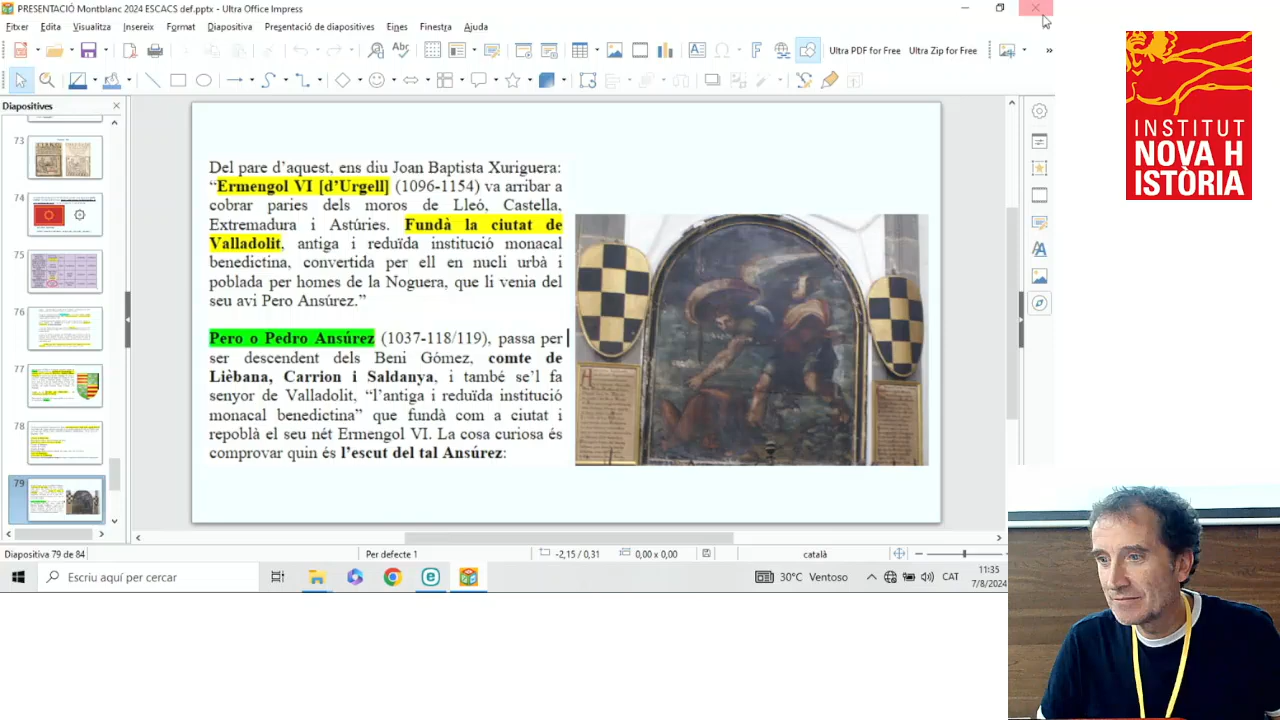 PRESENTACIÓ Montblanc 2024 ESCACS def.pptx - Ultra Office Impress
Fitxer Edita Visualitza Insereix Format Diapositiva Presentació de diapositives Eines Finestra Ajuda
Ultra PDF for Free Ultra Zip for Free
Diapositives
73
74
75
76
77
78
79
Del pare d'aquest, ens diu Joan Baptista Xuriguera:
“Ermengol VI [d'Urgell] (1096-1154) va arribar a
cobrar paries dels moros de Lleó, Castella,
Extremadura i Astúries. Fundà la ciutat de
Valladolit, antiga i reduïda institució monacal
benedictina, convertida per ell en nucli urbà i
poblada per homes de la Noguera, que li venia del
seu avi Pero Ansúrez.”
Pero o Pedro Ansúrez (1037-118/119), passa per
ser descendent dels Beni Gómez, comte de
Lièbana, Carrion i Saldanya, i també se'l fa
senyor de Valladolit, “l'antiga i reduïda institució
monacal benedictina” que fundà com a ciutat i
repoblà el seu nét Ermengol VI. La cosa curiosa és
comprovar quin és l'escut del tal Ansúrez:
Diapositiva 79 de 84
Per defecte 1
-2,15 / 0,31
0,00 x 0,00
català
Escriu aquí per cercar
30°C Ventoso
CAT
11:35
7/8/2024
INSTITUT
NOVA H
ISTÒRIA